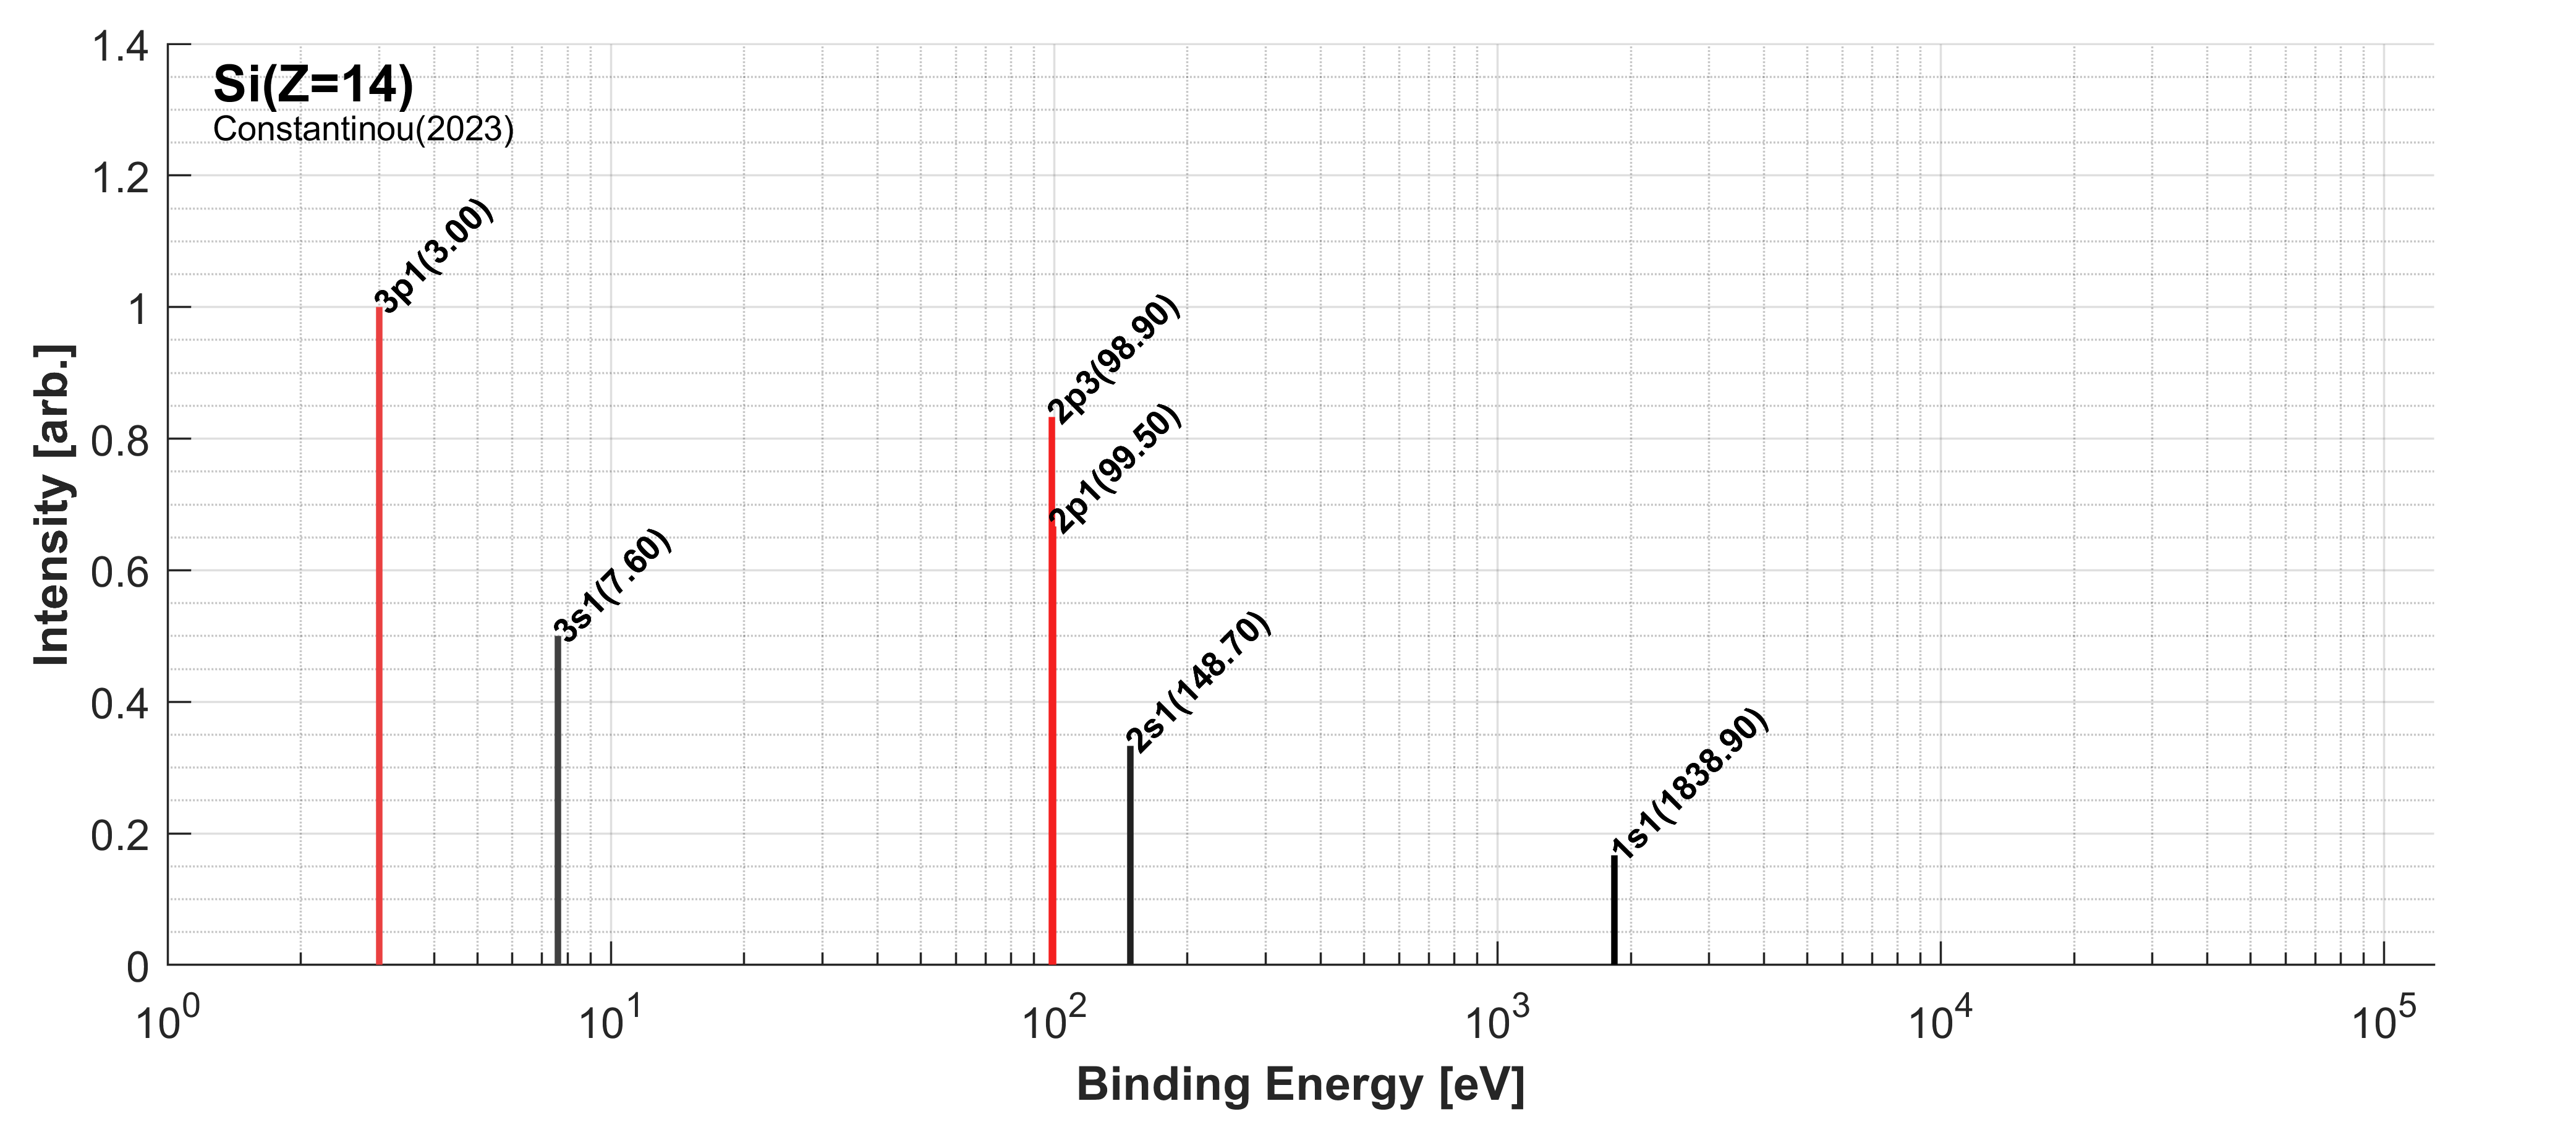 Si(Z=14)
Constantinou(2023)
1.4
1.2
1
0.8
0.6
0.4
0.2
0
Intensity [arb.]
3p1(3.00)
3s1(7.60)
2p3(98.90)
2p1(99.50)
2s1(148.70)
1s1(1838.90)
10^0 10^1 10^2 10^3 10^4 10^5
Binding Energy [eV]